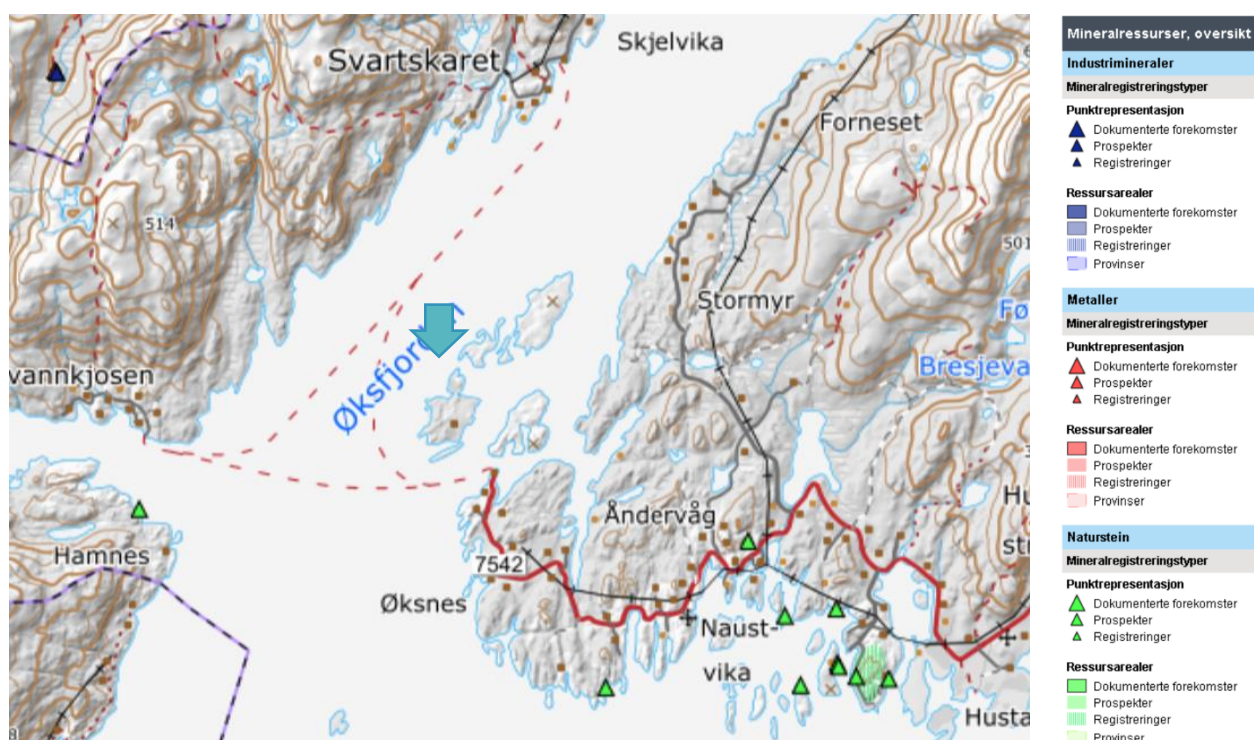 Skjelvika
Svartskaret
Forneset
514
501
Stormyr
Øksfjorden
Bresjeva
vannkjosen
Åndervåg
Hamnes
7542
Øksnes
Naust-
vika
Husta
Mineralressurser, oversikt
Industrimineraler
Mineralregistreringstyper
Punktrepresentasjon
Dokumenterte forekomster
Prospekter
Registreringer
Ressursarealer
Dokumenterte forekomster
Prospekter
Registreringer
Provinser
Metaller
Mineralregistreringstyper
Punktrepresentasjon
Dokumenterte forekomster
Prospekter
Registreringer
Ressursarealer
Dokumenterte forekomster
Prospekter
Registreringer
Provinser
Naturstein
Mineralregistreringstyper
Punktrepresentasjon
Dokumenterte forekomster
Prospekter
Registreringer
Ressursarealer
Dokumenterte forekomster
Prospekter
Registreringer
Provinser